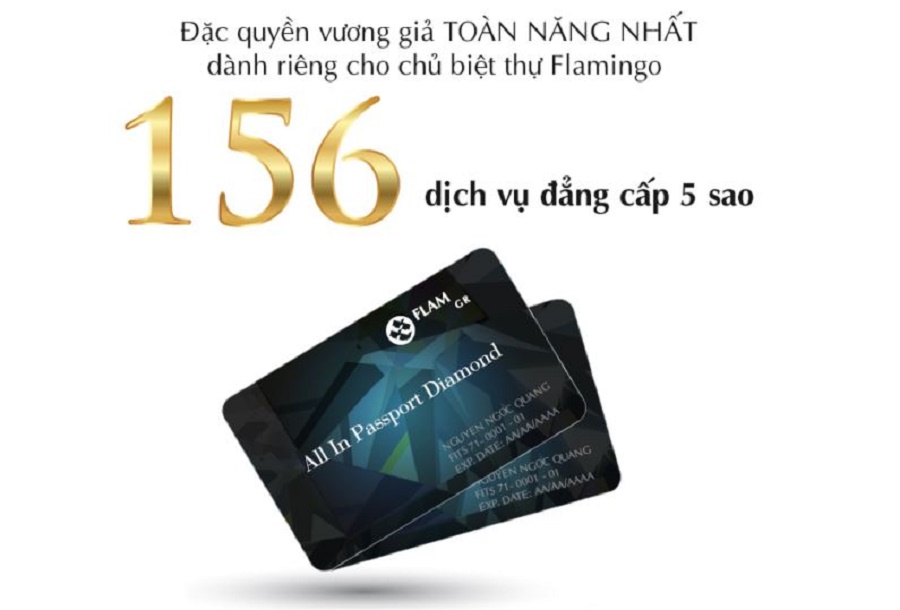 Đặc quyền vương giả TOÀN NĂNG NHẤT
dành riêng cho chủ biệt thự Flamingo
156
dịch vụ đẳng cấp 5 sao
FLAM
GR
All In Passport Diamond
NGUYEN NGOC QUANG
FITS 71 - 0001 - 01
EXP. DATE: AA/AA/AAAA
NGUYEN NGOC QUANG
FITS 71 - 0001 - 01
EXP. DATE: AA/AA/AAAA